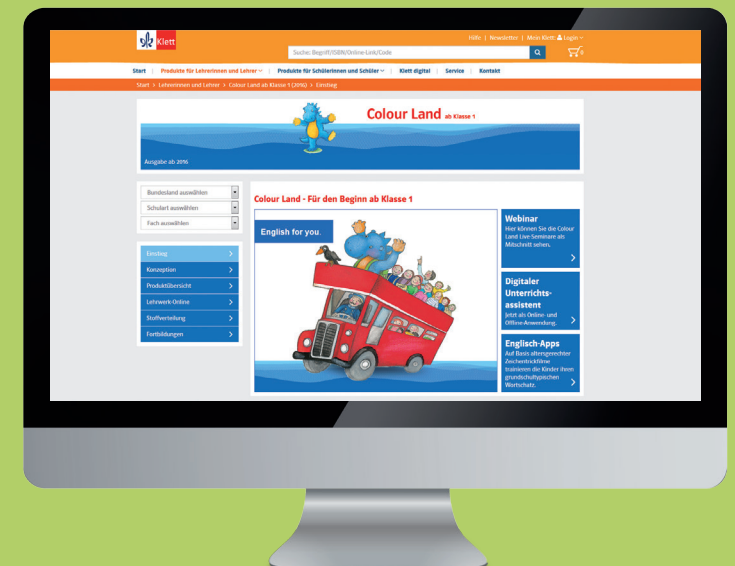 Klett
Hilfe | Newsletter | Mein Klett: Login
Suche: Begriff/ISBN/Online-Link/Code
0
Start | Produkte für Lehrerinnen und Lehrer | Produkte für Schülerinnen und Schüler | Klett digital | Service | Kontakt
Start > Lehrerinnen und Lehrer > Colour Land ab Klasse 1 (2016) > Einstieg
Colour Land ab Klasse 1
Ausgabe ab 2016
Bundesland auswählen
Schulart auswählen
Fach auswählen
Einstieg
Konzeption
Produktübersicht
Lehrwerk-Online
Stoffverteilung
Fortbildungen
Colour Land - Für den Beginn ab Klasse 1
English for you.
Webinar
Hier können Sie die Colour
Land Live-Seminare als
Mitschnitt sehen.
Digitaler
Unterrichts-
assistent
Jetzt als Online- und
Offline-Anwendung.
Englisch-Apps
Auf Basis altersgerechter
Zeichentrickfilme
trainieren die Kinder ihren
grundschultypischen
Wortschatz.